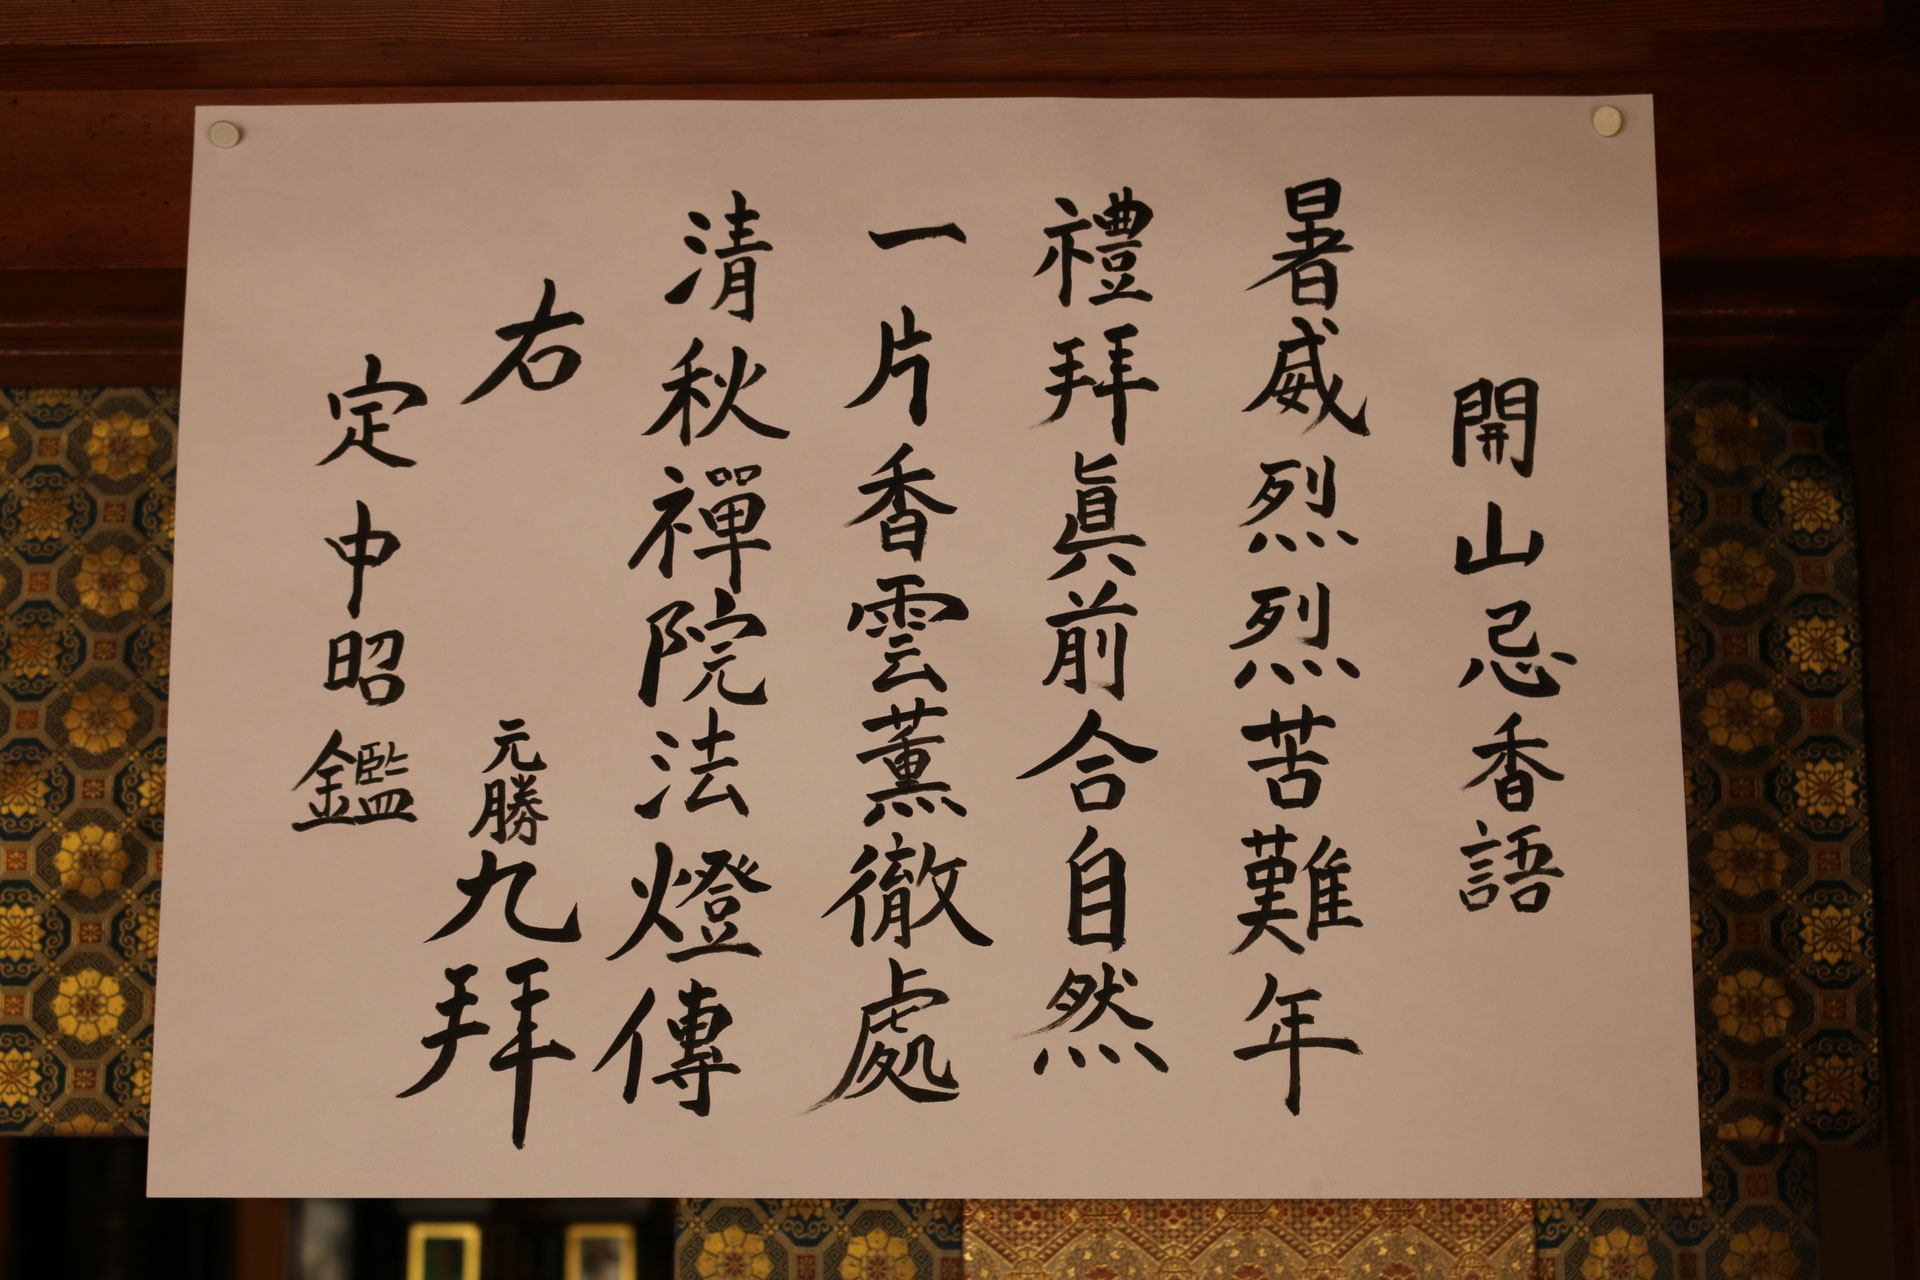 開山忌香語
暑威烈烈苦難年
禮拜眞前合自然
一片香雲薫徹處
清秋禪院法燈傳
右
元勝九拜
定中昭鑑